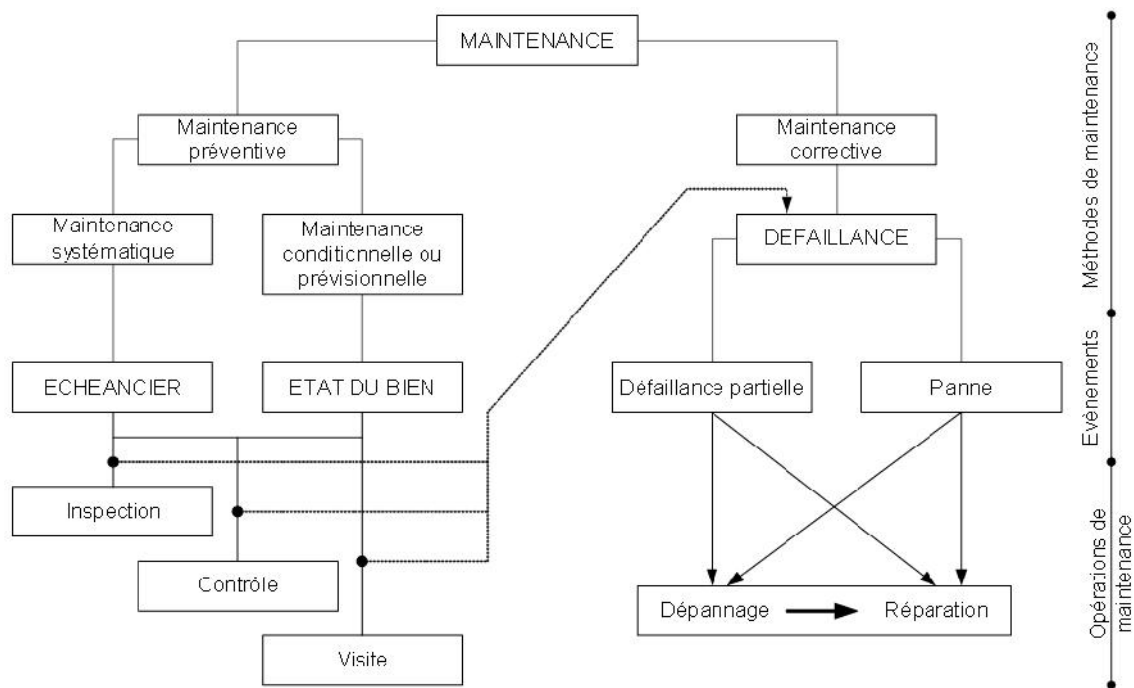 MAINTENANCE
Maintenance
préventive
Maintenance
corrective
Maintenance
systématique
Maintenance
conditionnelle ou
prévisionnelle
DEFAILLANCE
ECHEANCIER
ETAT DU BIEN
Défaillance partielle
Panne
Inspection
Contrôle
Visite
Dépannage
Réparation
Méthodes de maintenance
Evènements
Opérations de
maintenance